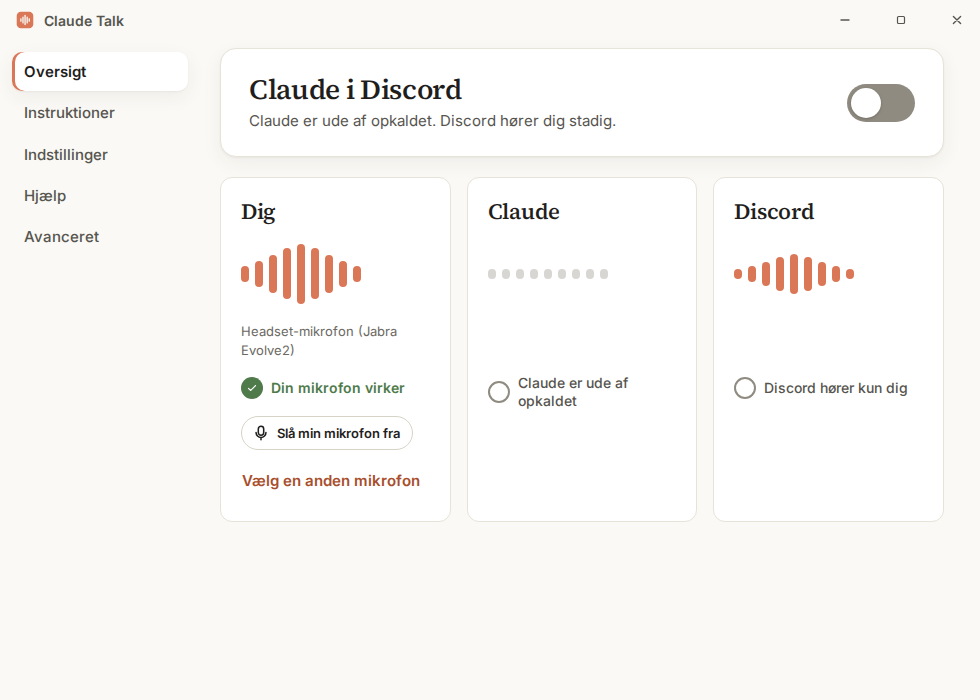 Claude Talk
Oversigt
Instruktioner
Indstillinger
Hjælp
Avanceret
Claude i Discord
Claude er ude af opkaldet. Discord hører dig stadig.
Dig
Headset-mikrofon (Jabra
Evolve2)
Din mikrofon virker
Slå min mikrofon fra
Vælg en anden mikrofon
Claude
Claude er ude af
opkaldet
Discord
Discord hører kun dig